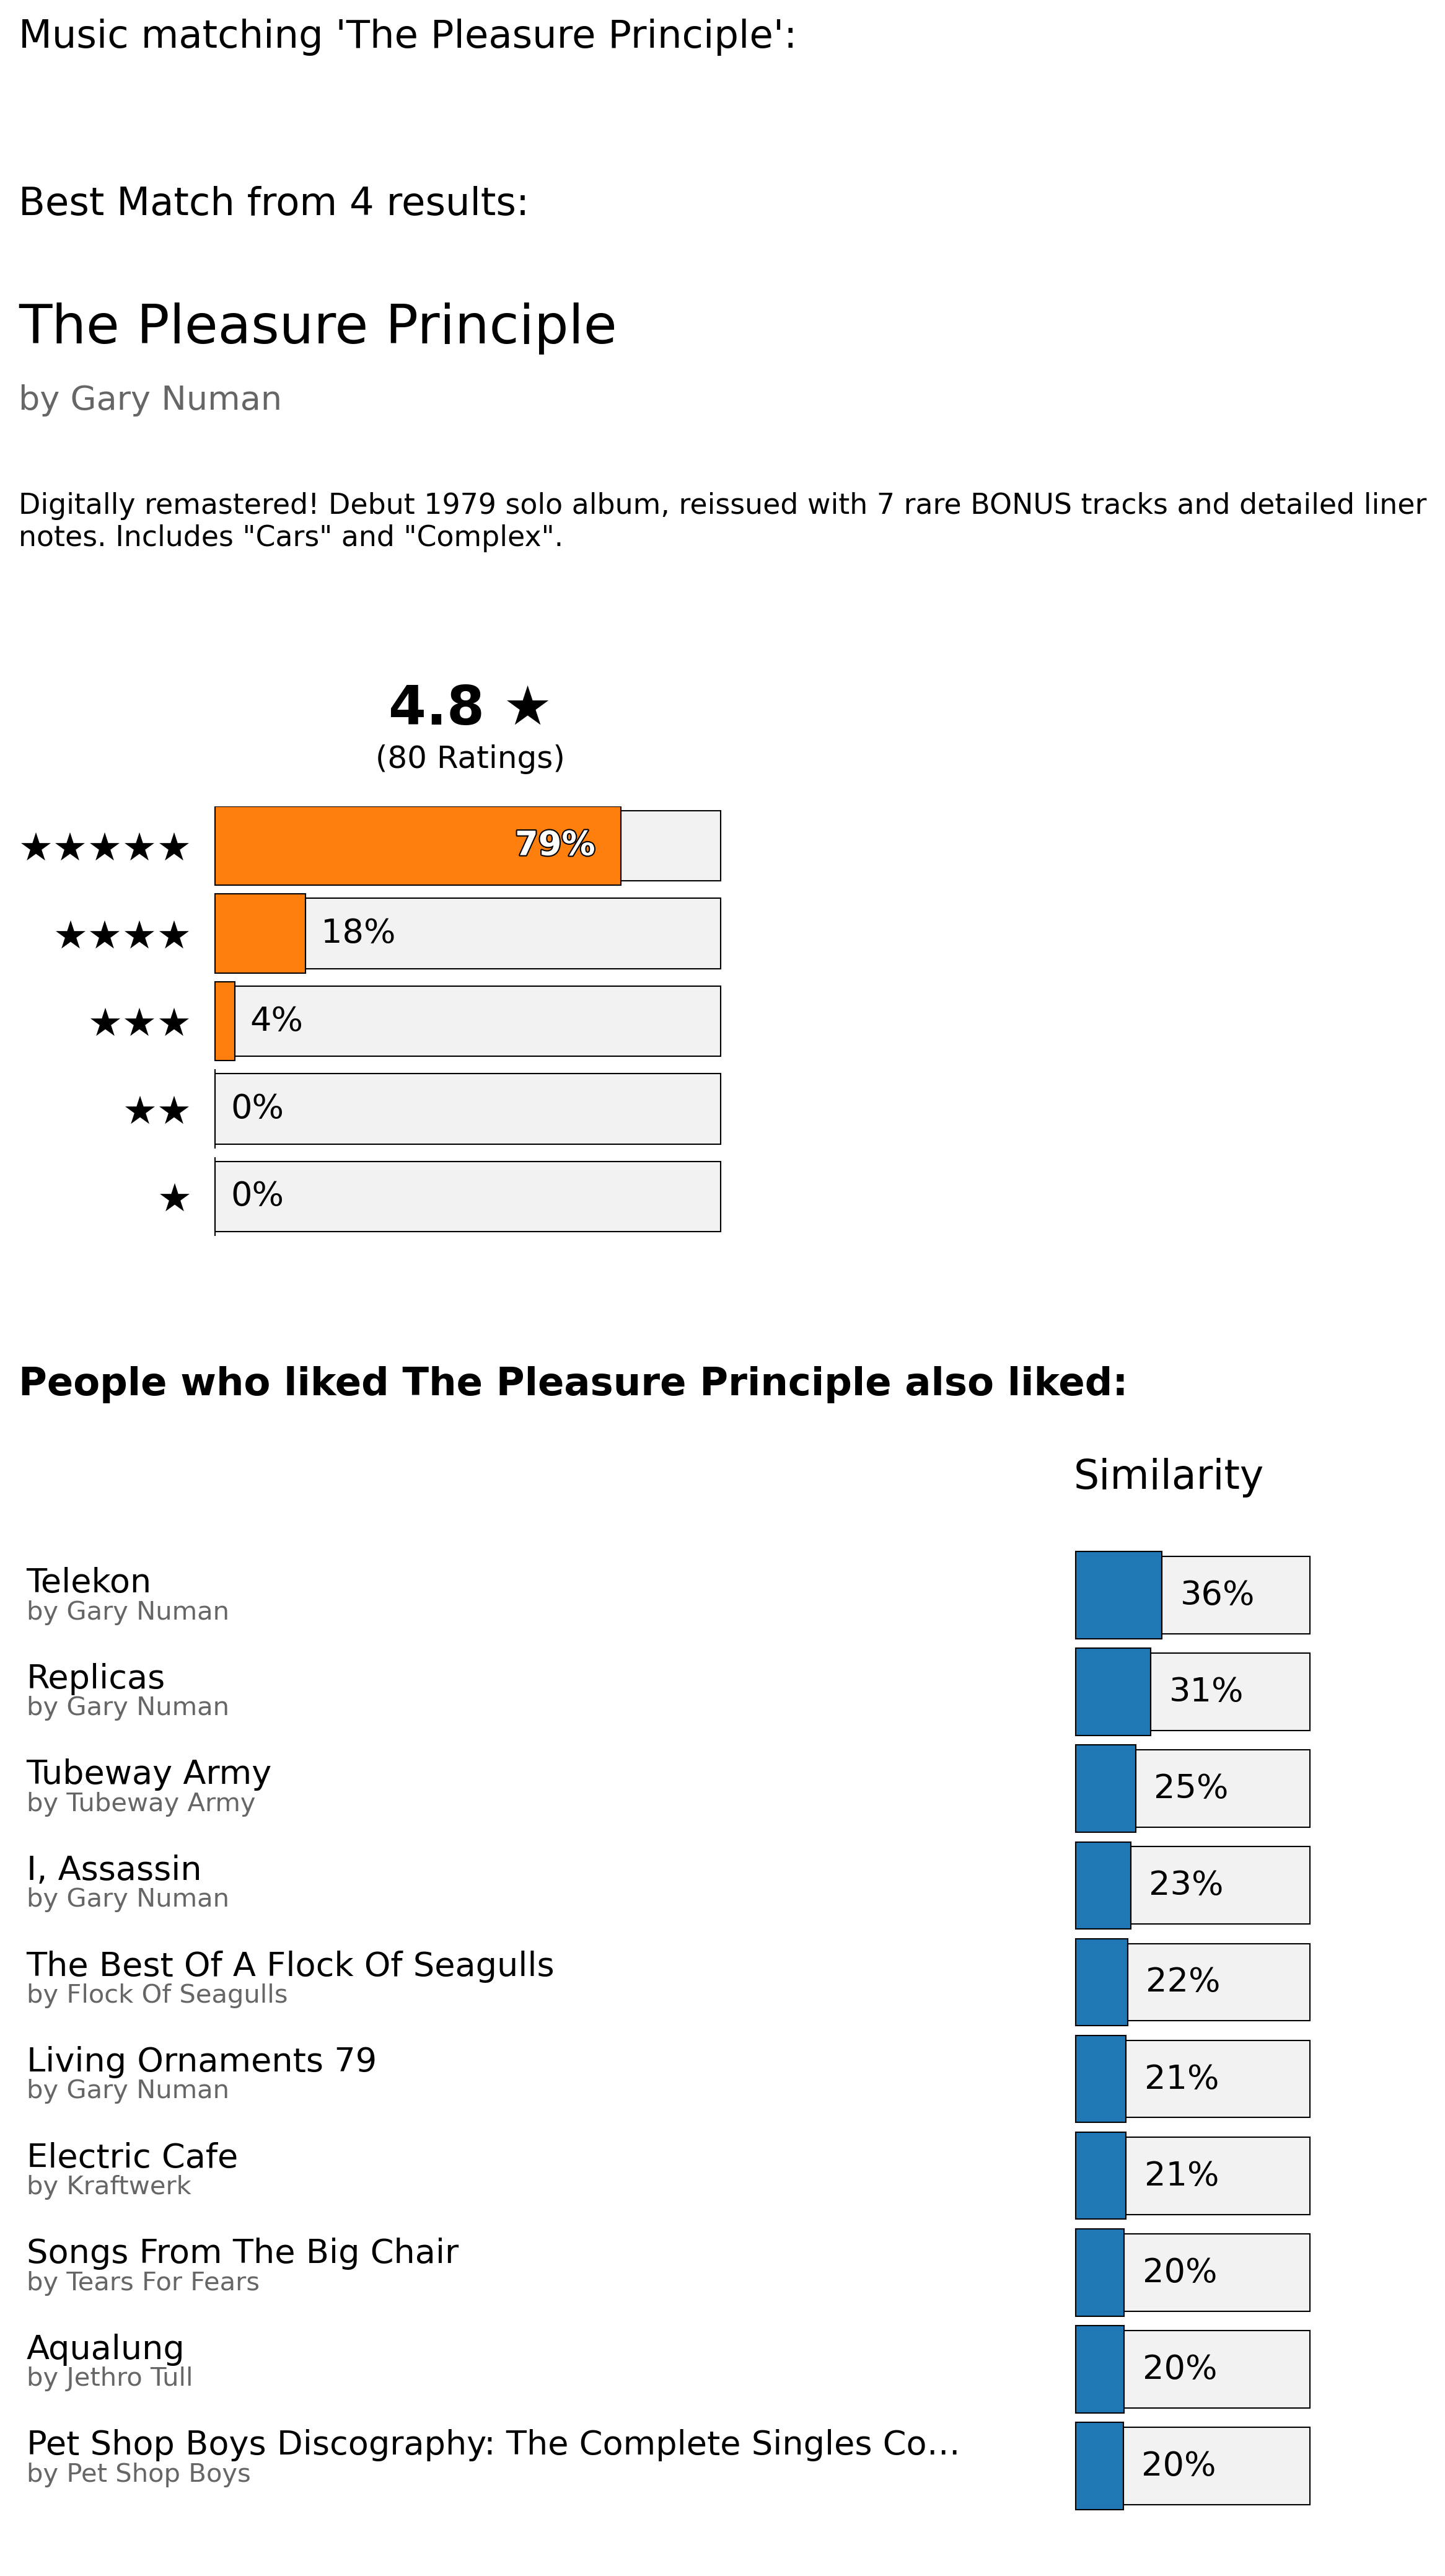 Music matching 'The Pleasure Principle':
Best Match from 4 results:
The Pleasure Principle
by Gary Numan
Digitally remastered! Debut 1979 solo album, reissued with 7 rare BONUS tracks and detailed liner
notes. Includes "Cars" and "Complex".
4.8 ★
(80 Ratings)
★★★★★ 79%
★★★★ 18%
★★★ 4%
★★ 0%
★ 0%
People who liked The Pleasure Principle also liked:
Similarity
Telekon
by Gary Numan
36%
Replicas
by Gary Numan
31%
Tubeway Army
by Tubeway Army
25%
I, Assassin
by Gary Numan
23%
The Best Of A Flock Of Seagulls
by Flock Of Seagulls
22%
Living Ornaments 79
by Gary Numan
21%
Electric Cafe
by Kraftwerk
21%
Songs From The Big Chair
by Tears For Fears
20%
Aqualung
by Jethro Tull
20%
Pet Shop Boys Discography: The Complete Singles Co...
by Pet Shop Boys
20%